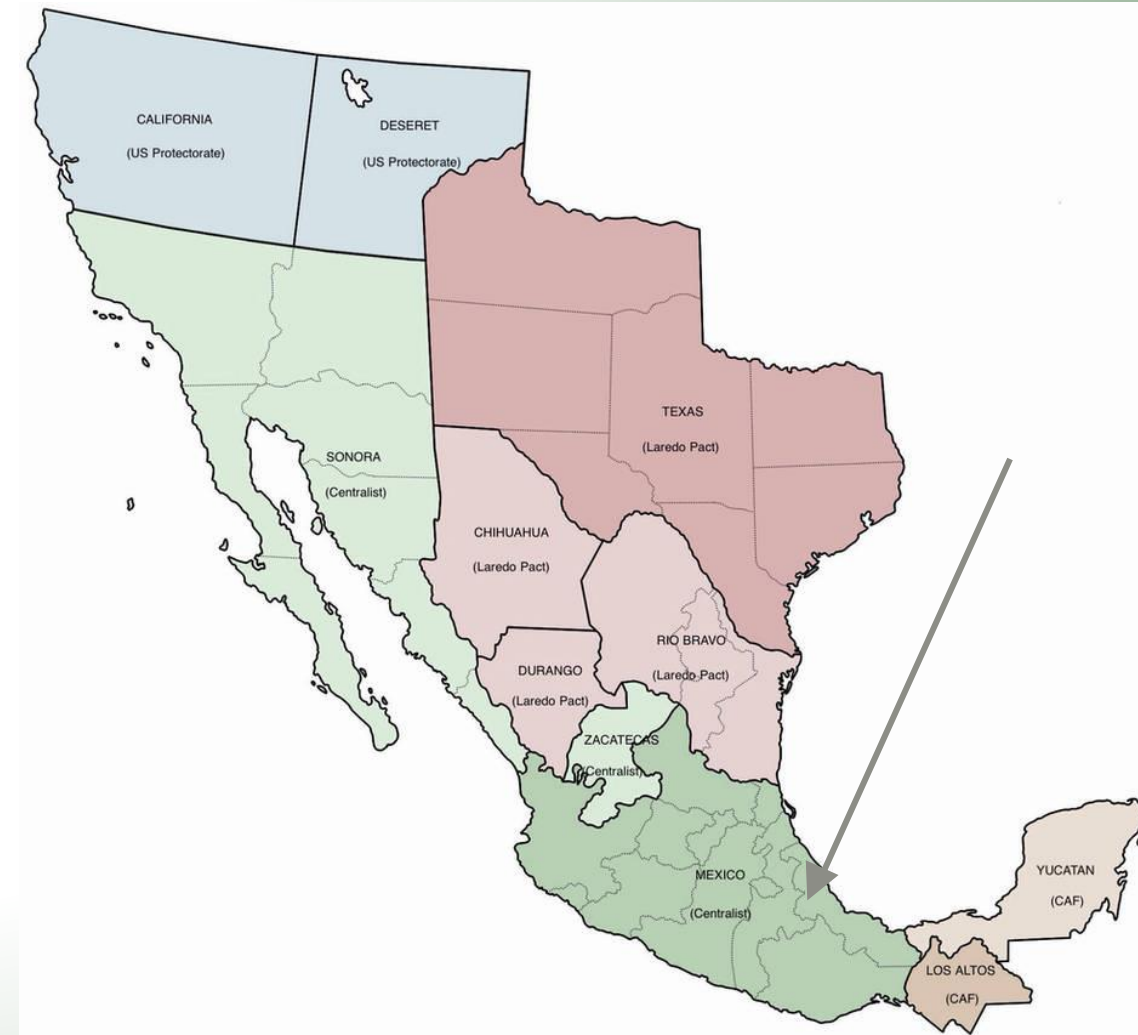 CALIFORNIA
(US Protectorate)
DESERET
(US Protectorate)
TEXAS
(Laredo Pact)
SONORA
(Centralist)
CHIHUAHUA
(Laredo Pact)
RIO BRAVO
(Laredo Pact)
DURANGO
(Laredo Pact)
ZACATECAS
(Centralist)
MEXICO
(Centralist)
YUCATAN
(CAF)
LOS ALTOS
(CAF)